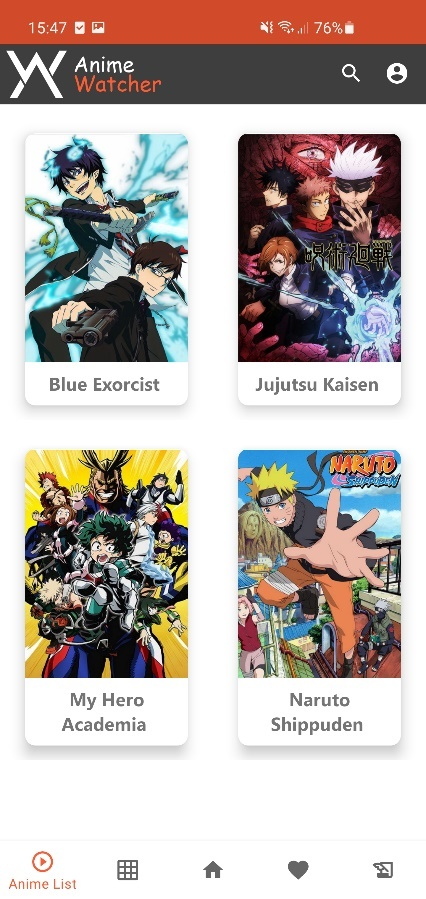 15:47
76%
Anime
Watcher
呪術廻戦
NARUTO
Shippuden
Blue Exorcist
Jujutsu Kaisen
My Hero
Academia
Naruto
Shippuden
Anime List